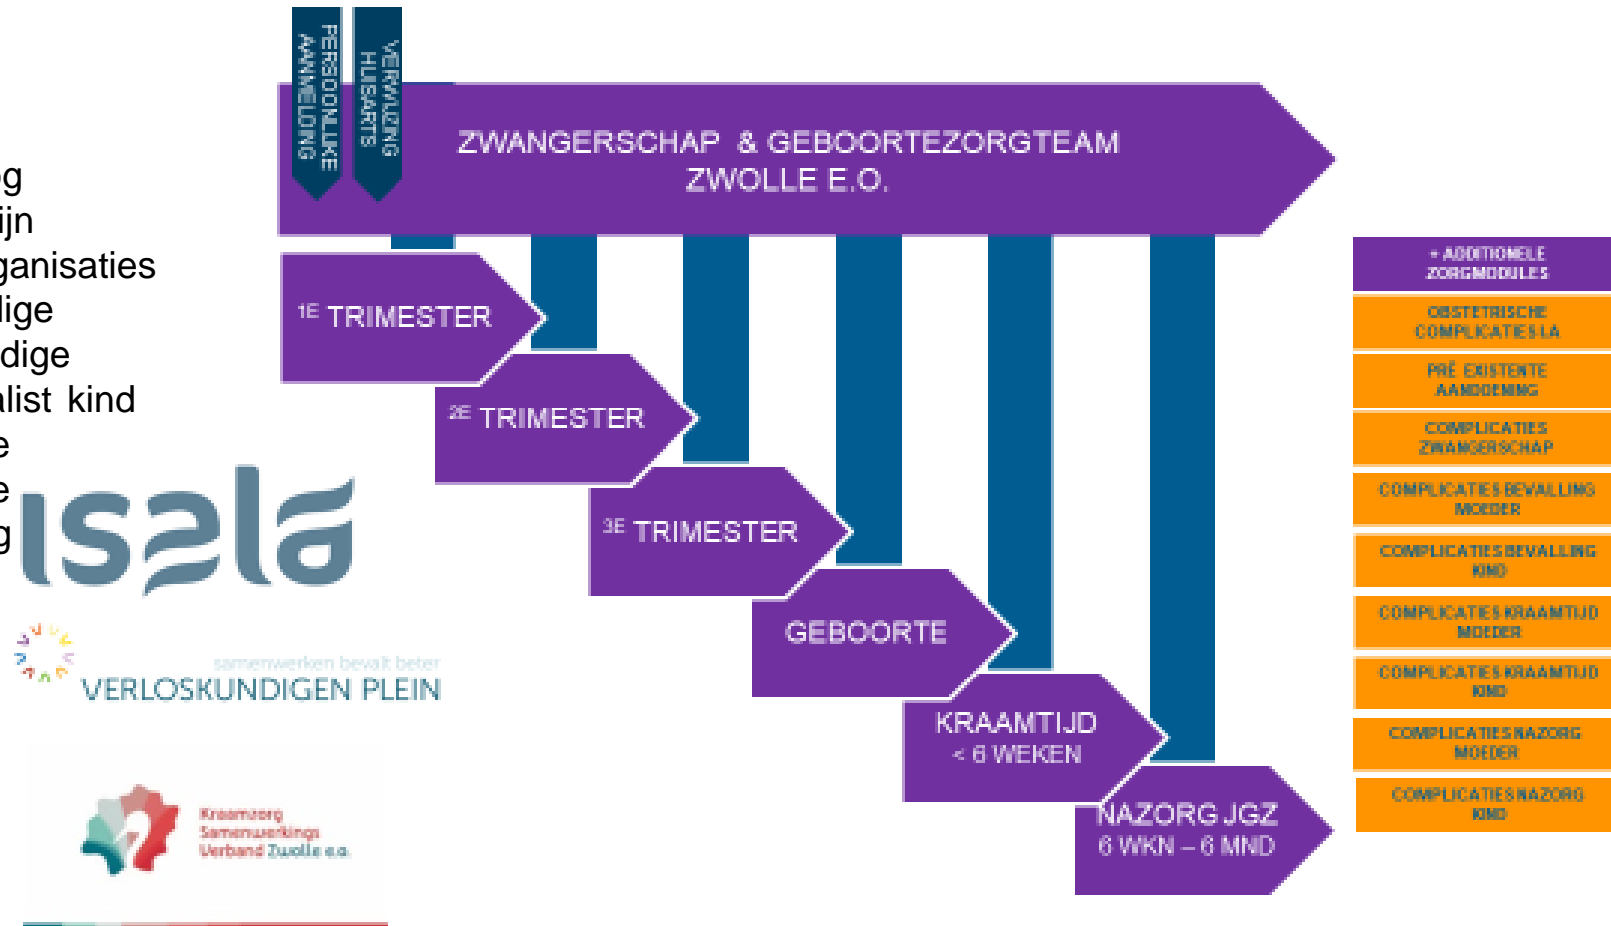 PERSOONLIJKE
AANMELDING
VERWIJZING
HUISARTS
ZWANGERSCHAP & GEBOORTEZORGTEAM
ZWOLLE E.O.
og
ijn
ganisaties
lige
dige
alist kind
e
e
g
isala
samenwerken bevalt beter
VERLOSKUNDIGEN PLEIN
Kraamzorg
Samenwerkings
Verband Zwolle e.o.
1E TRIMESTER
2E TRIMESTER
3E TRIMESTER
GEBOORTE
KRAAMTIJD
< 6 WEKEN
NAZORG JGZ
6 WKN – 6 MND
+ ADDITIONELE
ZORGMODULES
OBSTETRISCHE
COMPLICATIES LA
PRÉ EXISTENTE
AANDOENING
COMPLICATIES
ZWANGERSCHAP
COMPLICATIES BEVALLING
MOEDER
COMPLICATIES BEVALLING
KIND
COMPLICATIES KRAAMTIJD
MOEDER
COMPLICATIES KRAAMTIJD
KIND
COMPLICATIES NAZORG
MOEDER
COMPLICATIES NAZORG
KIND